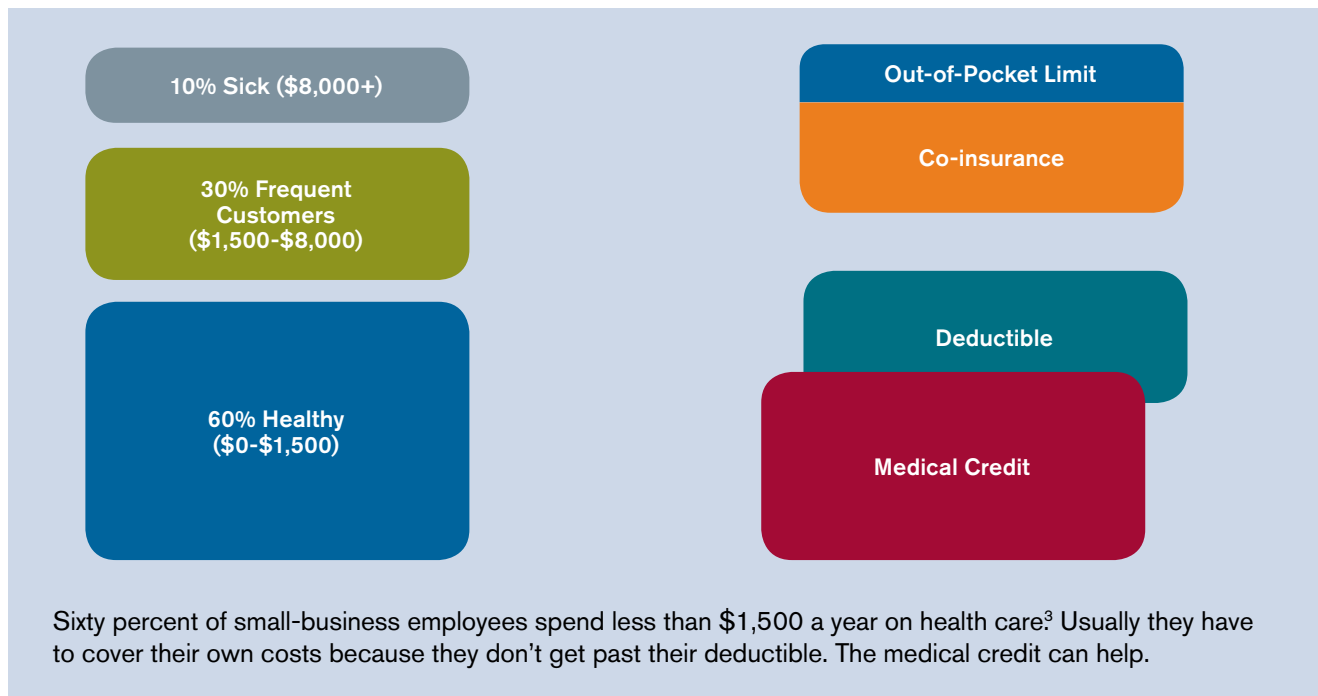 10% Sick ($8,000+)
30% Frequent
Customers
($1,500-$8,000)
60% Healthy
($0-$1,500)
Out-of-Pocket Limit
Co-insurance
Deductible
Medical Credit
Sixty percent of small-business employees spend less than $1,500 a year on health care.³ Usually they have
to cover their own costs because they don’t get past their deductible. The medical credit can help.